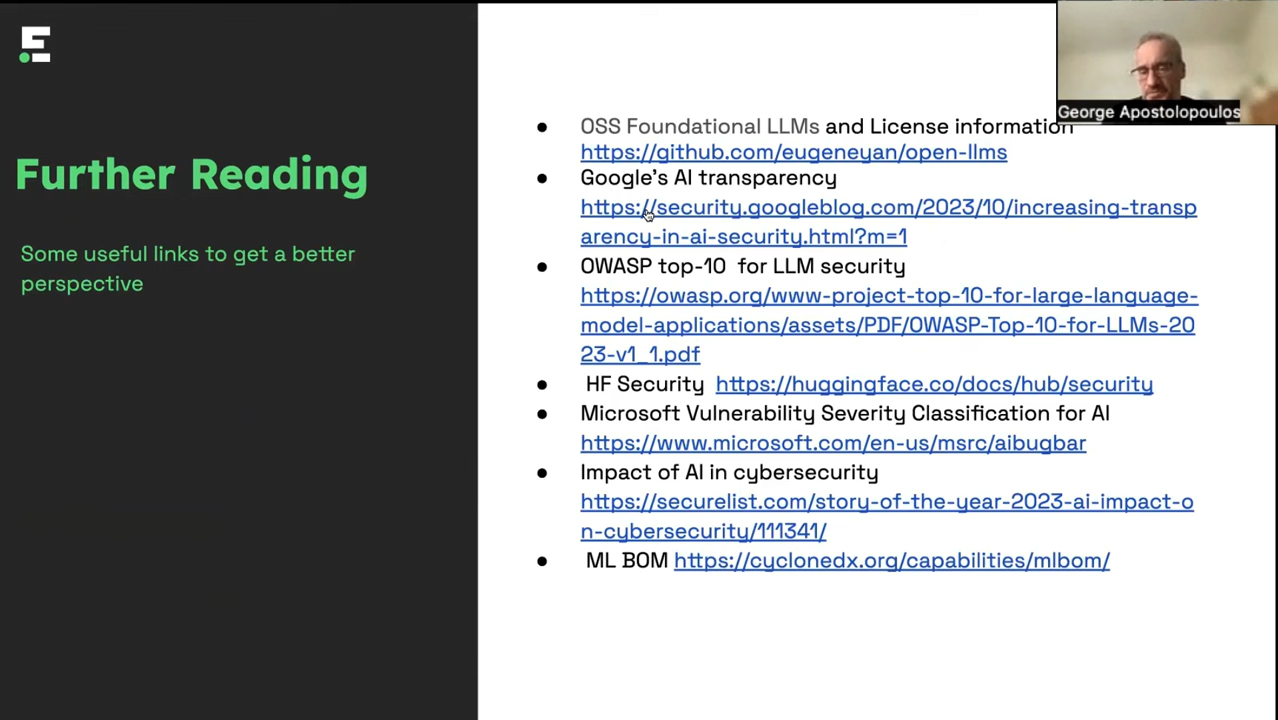 Further Reading
Some useful links to get a better
perspective
George Apostolopoulos
● OSS Foundational LLMs and License information
https://github.com/eugeneyan/open-llms
● Google's AI transparency
https://security.googleblog.com/2023/10/increasing-transp
arency-in-ai-security.html?m=1
● OWASP top-10 for LLM security
https://owasp.org/www-project-top-10-for-large-language-
model-applications/assets/PDF/OWASP-Top-10-for-LLMs-20
23-v1_1.pdf
● HF Security https://huggingface.co/docs/hub/security
● Microsoft Vulnerability Severity Classification for AI
https://www.microsoft.com/en-us/msrc/aibugbar
● Impact of AI in cybersecurity
https://securelist.com/story-of-the-year-2023-ai-impact-o
n-cybersecurity/111341/
● ML BOM https://cyclonedx.org/capabilities/mlbom/